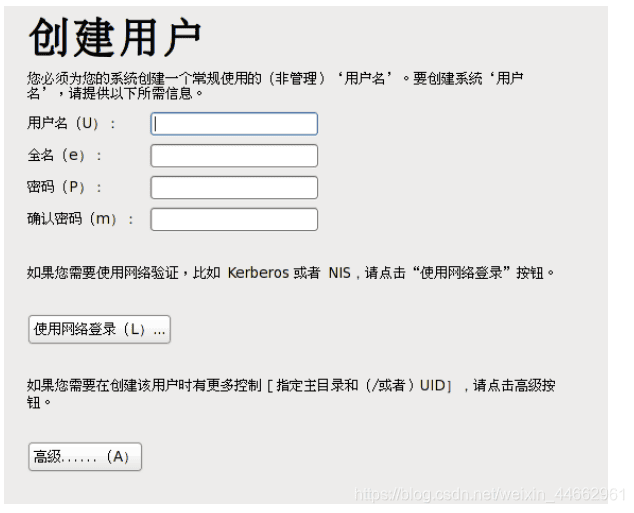 创建用户
您必须为您的系统创建一个常规使用的（非管理）‘用户名’。要创建系统‘用户
名’，请提供以下所需信息。
用户名（U）：
全名（e）：
密码（P）：
确认密码（m）：
如果您需要使用网络验证，比如 Kerberos 或者 NIS，请点击“使用网络登录”按钮。
使用网络登录（L）...
如果您需要在创建该用户时有更多控制［指定主目录和（/或者）UID］，请点击高级按
钮。
高级......（A）
https://blog.csdn.net/weixin_44662961